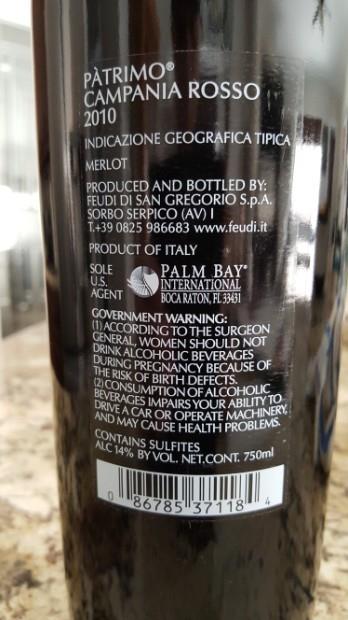 PÀTRIMO®
CAMPANIA ROSSO
2010
INDICAZIONE GEOGRAFICA TIPICA
MERLOT
PRODUCED AND BOTTLED BY:
FEUDI DI SAN GREGORIO S.p.A.
SORBO SERPICO (AV) I
T.+39 0825 986683 www.feudi.it
PRODUCT OF ITALY
SOLE
U.S.
AGENT
PALM BAY®
INTERNATIONAL
BOCA RATON, FL 33431
GOVERNMENT WARNING:
(1) ACCORDING TO THE SURGEON
GENERAL, WOMEN SHOULD NOT
DRINK ALCOHOLIC BEVERAGES
DURING PREGNANCY BECAUSE OF
THE RISK OF BIRTH DEFECTS.
(2) CONSUMPTION OF ALCOHOLIC
BEVERAGES IMPAIRS YOUR ABILITY TO
DRIVE A CAR OR OPERATE MACHINERY,
AND MAY CAUSE HEALTH PROBLEMS.
CONTAINS SULFITES
ALC 14% BY VOL. NET.CONT. 750ml
0 86785 37118 4